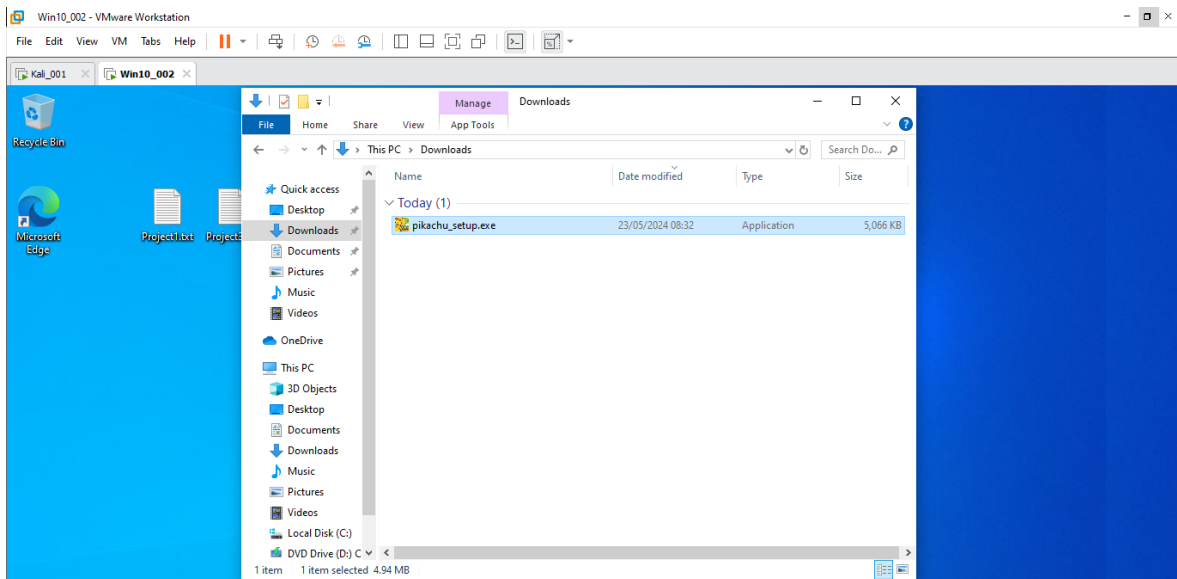 Win10_002 - VMware Workstation
File Edit View VM Tabs Help
Kali_001 Win10_002
Recycle Bin
Microsoft Edge
Project1.txt
Manage Downloads
File Home Share View App Tools
This PC > Downloads
Search Do...
Quick access
Desktop
Downloads
Documents
Pictures
Music
Videos
OneDrive
This PC
3D Objects
Desktop
Documents
Downloads
Music
Pictures
Videos
Local Disk (C:)
DVD Drive (D:) C
Name Date modified Type Size
Today (1)
pikachu_setup.exe 23/05/2024 08:32 Application 5,066 KB
1 item 1 item selected 4.94 MB